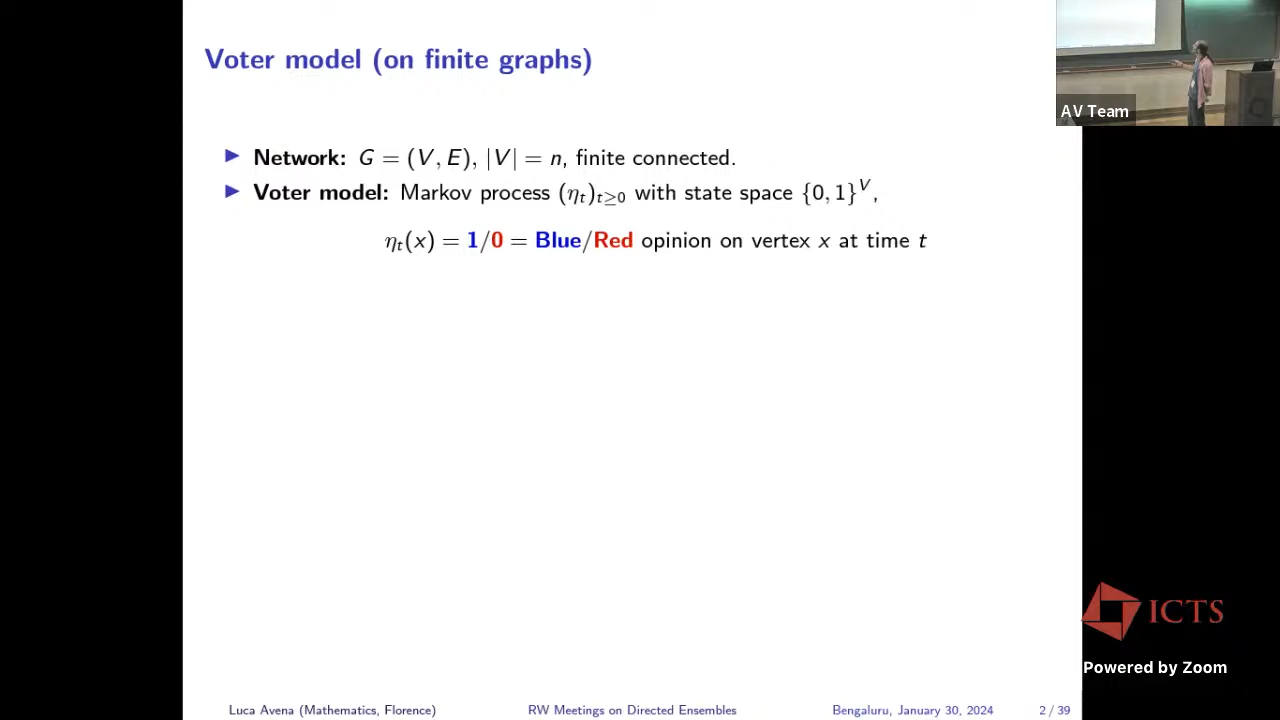 Voter model (on finite graphs)
AV Team
▶ Network: G = (V, E), |V| = n, finite connected.
▶ Voter model: Markov process (ηₜ)ₜ≥₀ with state space {0, 1}^V,
ηₜ(x) = 1/0 = Blue/Red opinion on vertex x at time t
ICTS
Powered by Zoom
Luca Avena (Mathematics, Florence) RW Meetings on Directed Ensembles Bengaluru, January 30, 2024 2 / 39